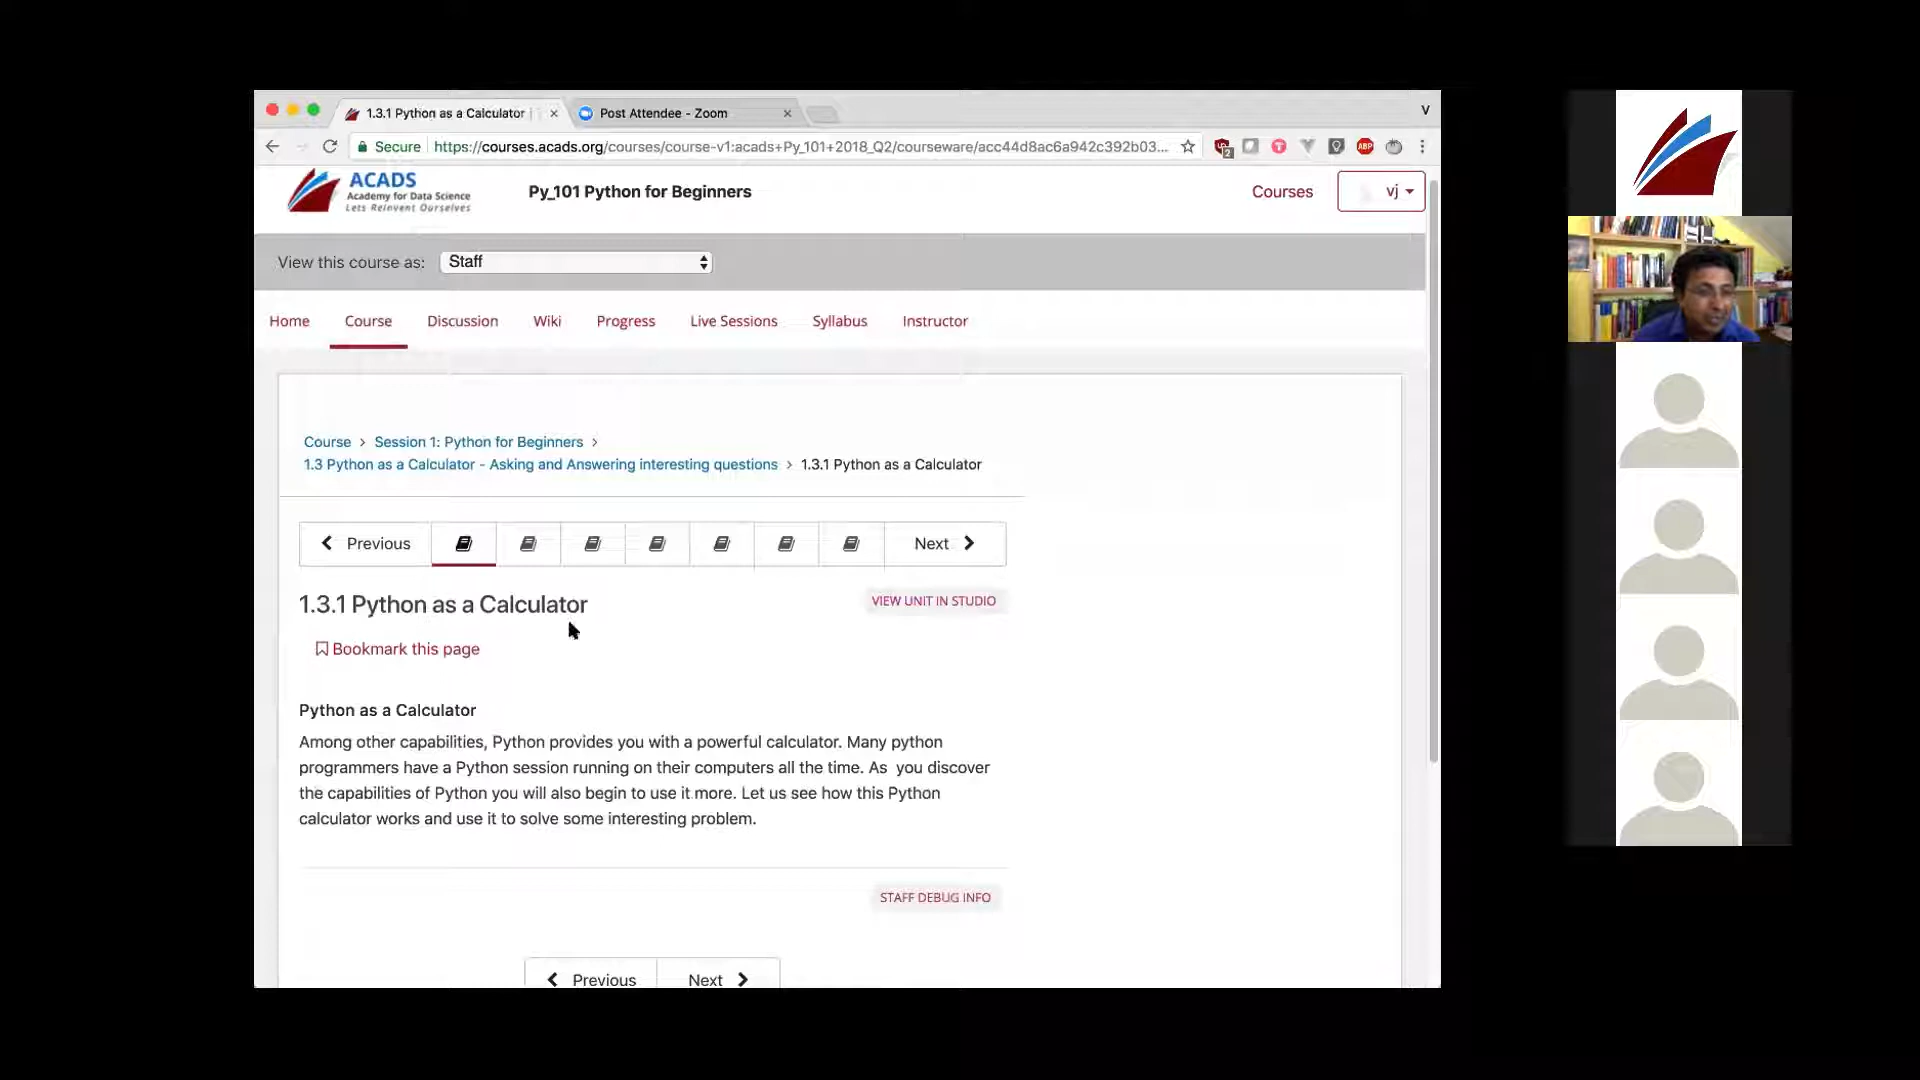 1.3.1 Python as a Calculator
Post Attendee - Zoom
Secure
https://courses.acads.org/courses/course-v1:acads+Py_101+2018_Q2/courseware/acc44d8ac6a942c392b03...
2
ABP
ACADS
Academy for Data Science
Lets Reinvent Ourselves
Py_101 Python for Beginners
Courses
vj
View this course as:
Staff
Home
Course
Discussion
Wiki
Progress
Live Sessions
Syllabus
Instructor
Course > Session 1: Python for Beginners >
1.3 Python as a Calculator - Asking and Answering interesting questions > 1.3.1 Python as a Calculator
Previous
Next
1.3.1 Python as a Calculator
VIEW UNIT IN STUDIO
Bookmark this page
Python as a Calculator
Among other capabilities, Python provides you with a powerful calculator. Many python
programmers have a Python session running on their computers all the time. As you discover
the capabilities of Python you will also begin to use it more. Let us see how this Python
calculator works and use it to solve some interesting problem.
STAFF DEBUG INFO
Previous
Next